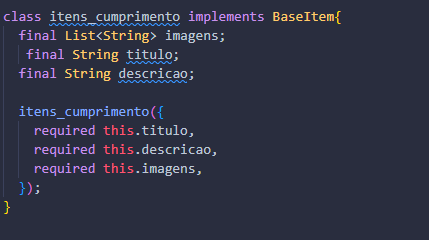 class itens_cumprimento implements BaseItem{
  final List<String> imagens;
   final String titulo;
  final String descricao;

  itens_cumprimento({
    required this.titulo,
    required this.descricao,
    required this.imagens,
  });
}